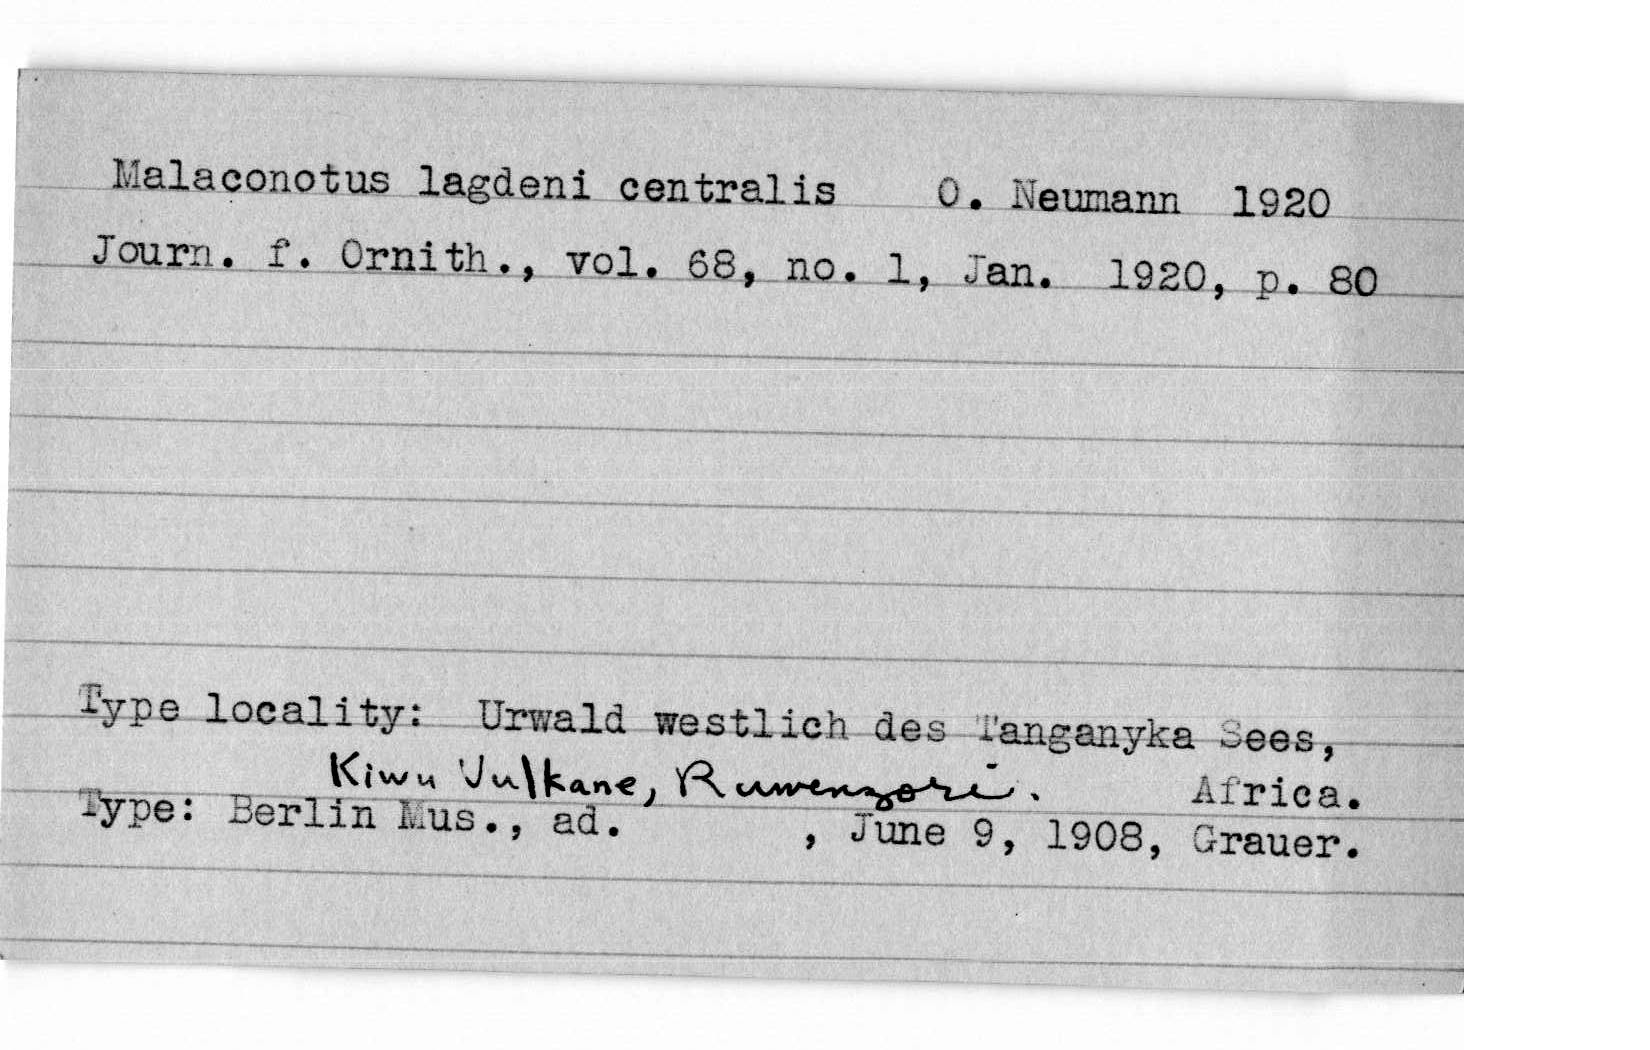 Malaconotus lagdeni centralis O. Neumann 1920
Journ. f. Ornith., vol. 68, no. 1, Jan. 1920, p. 80
Type locality: Urwald westlich des Tanganyka Sees,
Kiwu Vulkane, Ruwenzori. Africa.
Type: Berlin Mus., ad. , June 9, 1908, Grauer.